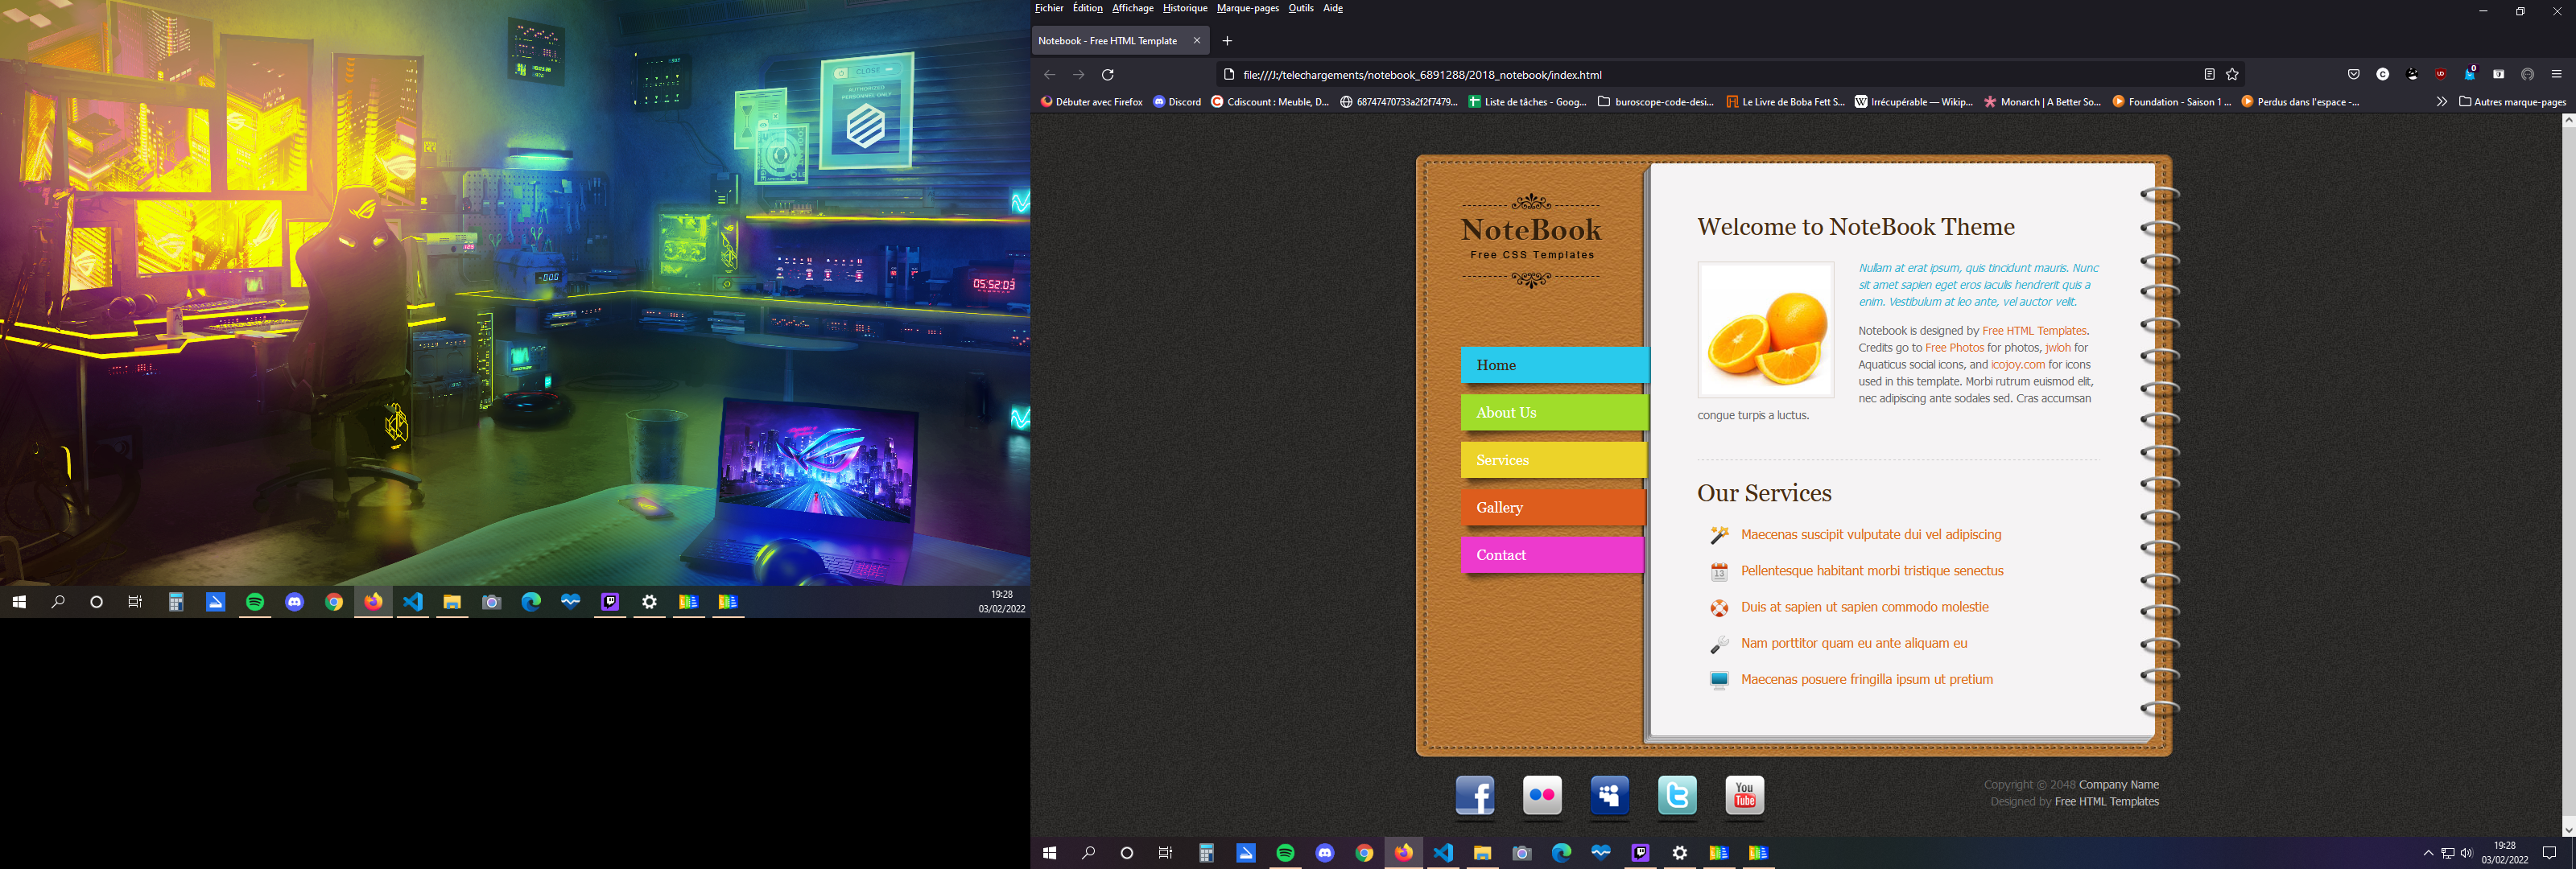 CLOSE
AUTHORIZED
PERSONNEL ONLY
05:52:03
19:28
03/02/2022
Fichier Édition Affichage Historique Marque-pages Outils Aide
Notebook - Free HTML Template
file:///J:/telechargements/notebook_6891288/2018_notebook/index.html
Débuter avec Firefox Discord Cdiscount : Meuble, D... 68747470733a2f2f7479... Liste de tâches - Goog... buroscope-code-desi... Le Livre de Boba Fett S... Irrécupérable — Wikip... Monarch | A Better So... Foundation - Saison 1 ... Perdus dans l'espace -... Autres marque-pages
NoteBook
Free CSS Templates
Home
About Us
Services
Gallery
Contact
Welcome to NoteBook Theme
Nullam at erat ipsum, quis tincidunt mauris. Nunc
sit amet sapien eget eros iaculis hendrerit quis a
enim. Vestibulum at leo ante, vel auctor velit.
Notebook is designed by Free HTML Templates.
Credits go to Free Photos for photos, jwloh for
Aquaticus social icons, and icojoy.com for icons
used in this template. Morbi rutrum euismod elit,
nec adipiscing ante sodales sed. Cras accumsan
congue turpis a luctus.
Our Services
Maecenas suscipit vulputate dui vel adipiscing
Pellentesque habitant morbi tristique senectus
Duis at sapien ut sapien commodo molestie
Nam porttitor quam eu ante aliquam eu
Maecenas posuere fringilla ipsum ut pretium
You
Tube
Copyright © 2048 Company Name
Designed by Free HTML Templates
19:28
03/02/2022